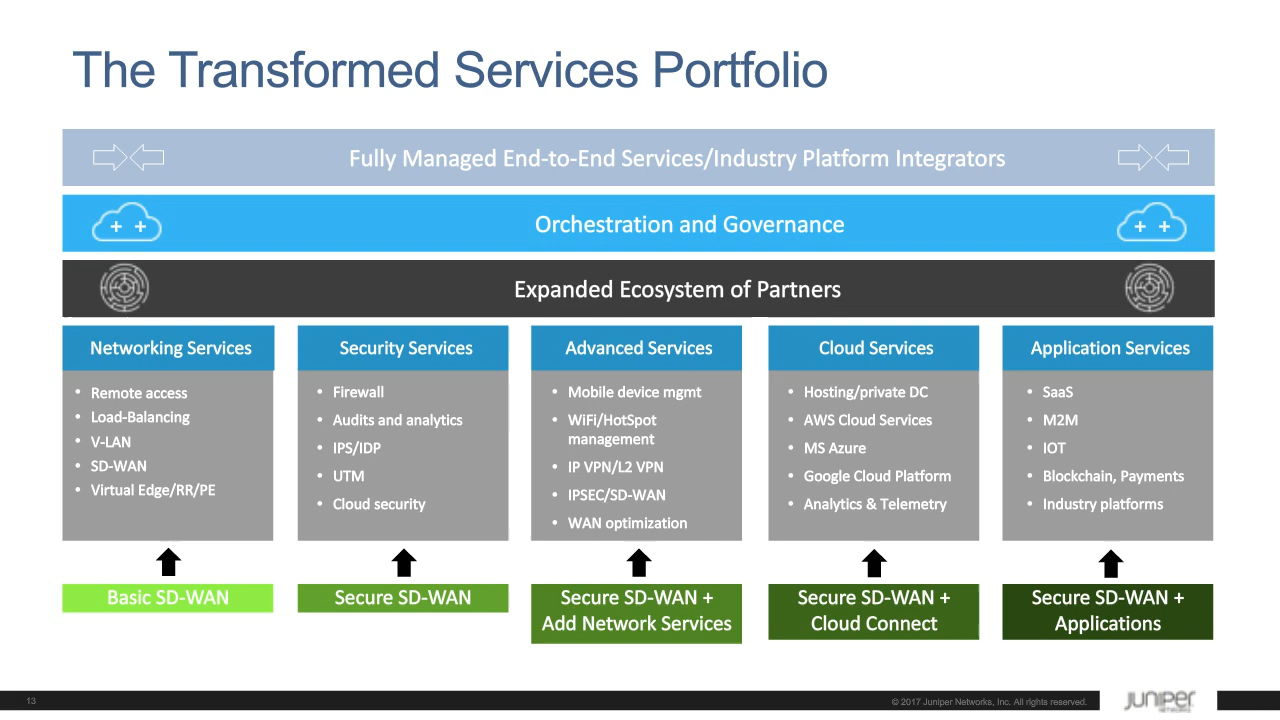 The Transformed Services Portfolio
Fully Managed End-to-End Services/Industry Platform Integrators
Orchestration and Governance
Expanded Ecosystem of Partners
Networking Services
• Remote access
• Load-Balancing
• V-LAN
• SD-WAN
• Virtual Edge/RR/PE
Basic SD-WAN
Security Services
• Firewall
• Audits and analytics
• IPS/IDP
• UTM
• Cloud security
Secure SD-WAN
Advanced Services
• Mobile device mgmt
• WiFi/HotSpot
management
• IP VPN/L2 VPN
• IPSEC/SD-WAN
• WAN optimization
Secure SD-WAN +
Add Network Services
Cloud Services
• Hosting/private DC
• AWS Cloud Services
• MS Azure
• Google Cloud Platform
• Analytics & Telemetry
Secure SD-WAN +
Cloud Connect
Application Services
• SaaS
• M2M
• IOT
• Blockchain, Payments
• Industry platforms
Secure SD-WAN +
Applications
13
© 2017 Juniper Networks, Inc. All rights reserved.
JUNIPER
NETWORKS